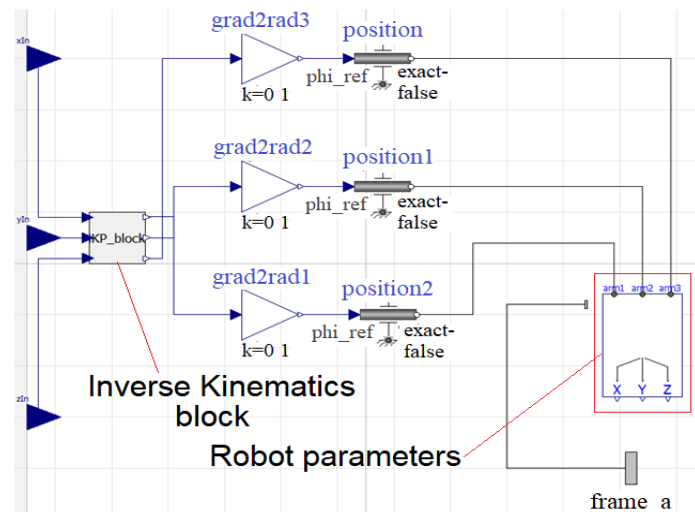 grad2rad3
position
xIn
phi_ref
exact-
false
k=0 1
grad2rad2
position1
phi_ref
exact-
false
k=0 1
yIn
KP_block
grad2rad1
position2
phi_ref
exact-
false
k=0 1
arm1 arm2 arm3
X Y Z
Inverse Kinematics
block
zIn
Robot parameters
frame a